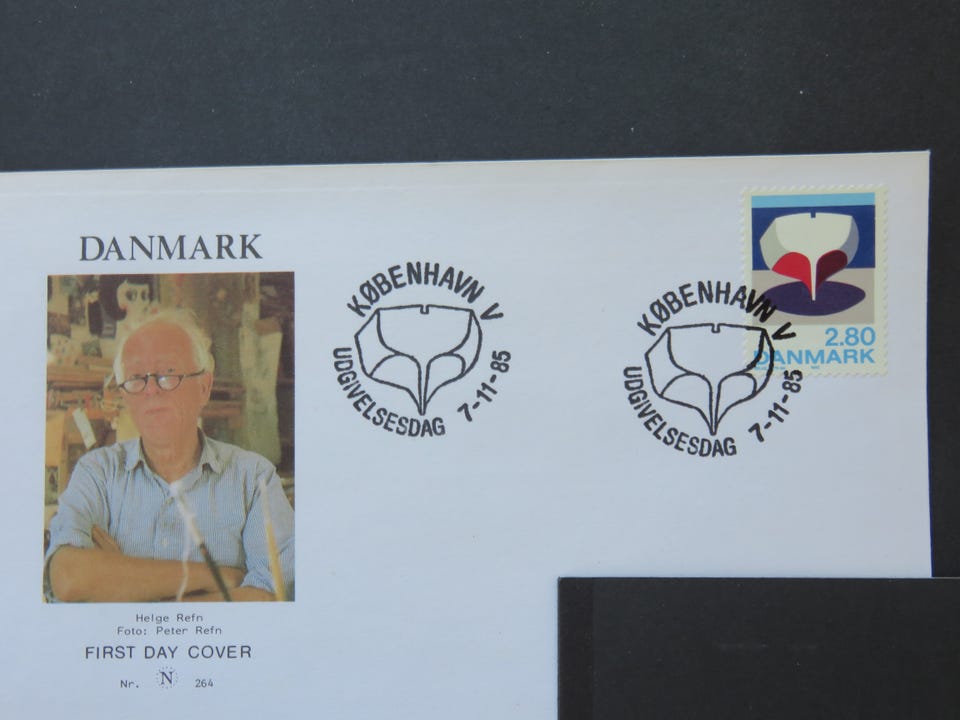 DANMARK
Helge Refn
Foto: Peter Refn
FIRST DAY COVER
Nr. N 264
KØBENHAVN V
UDGIVELSESDAG 7-11-85
KØBENHAVN V
UDGIVELSESDAG 7-11-85
2.80
DANMARK